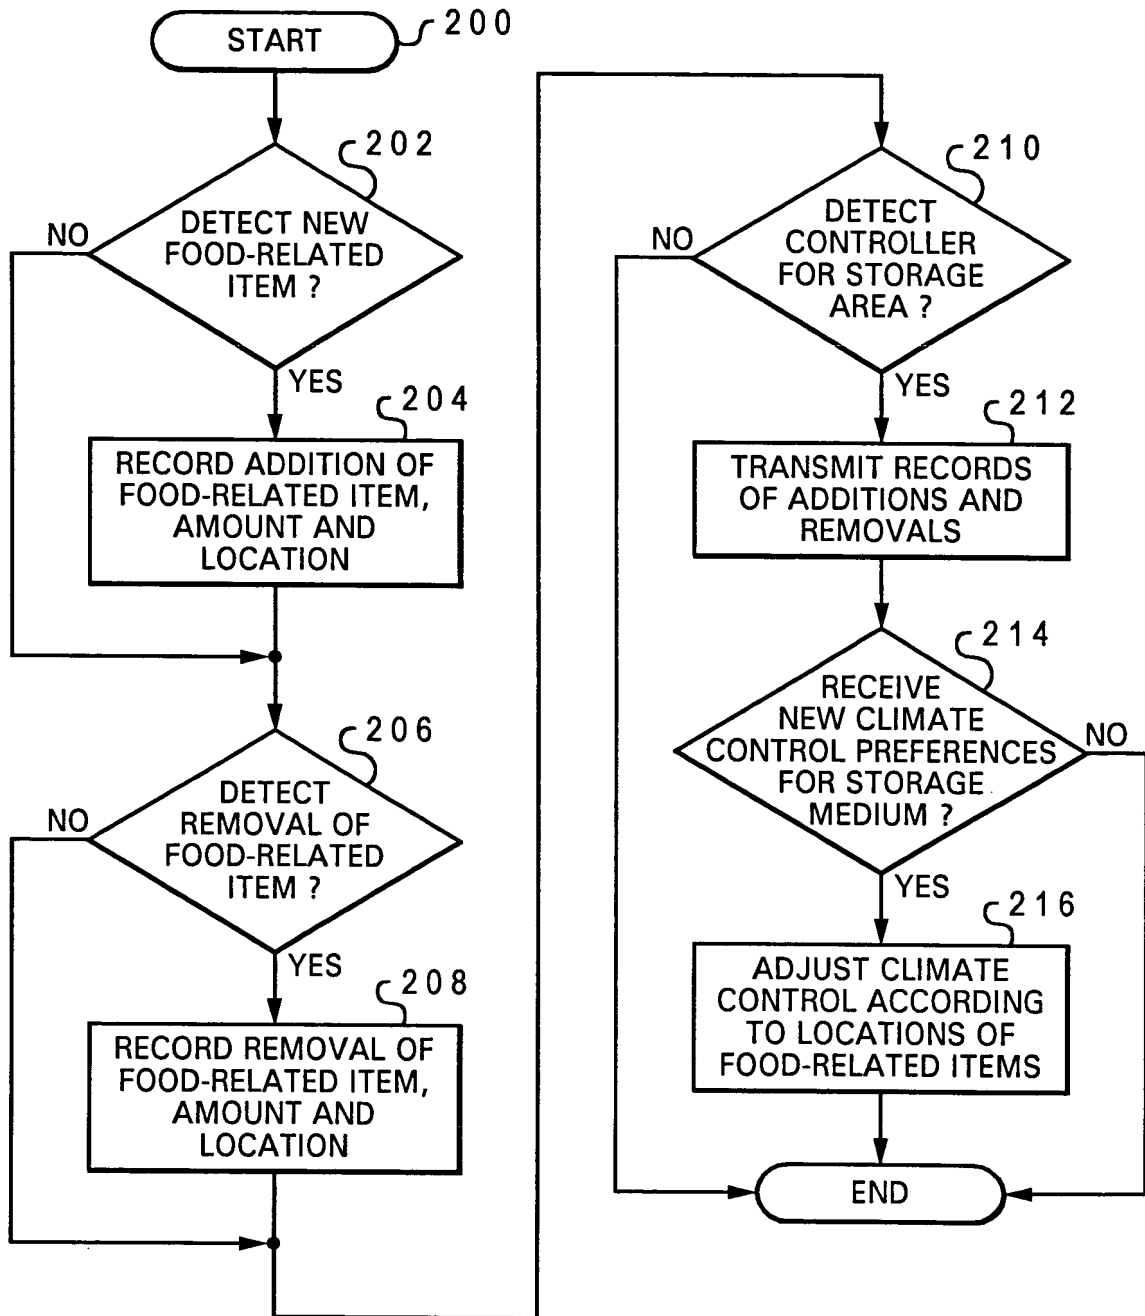 START
200
202
DETECT NEW
FOOD-RELATED
ITEM ?
NO
YES
204
RECORD ADDITION OF
FOOD-RELATED ITEM,
AMOUNT AND
LOCATION
206
DETECT
REMOVAL OF
FOOD-RELATED
ITEM ?
NO
YES
208
RECORD REMOVAL OF
FOOD-RELATED ITEM,
AMOUNT AND
LOCATION
210
DETECT
CONTROLLER
FOR STORAGE
AREA ?
NO
YES
212
TRANSMIT RECORDS
OF ADDITIONS AND
REMOVALS
214
RECEIVE
NEW CLIMATE
CONTROL PREFERENCES
FOR STORAGE
MEDIUM ?
NO
YES
216
ADJUST CLIMATE
CONTROL ACCORDING
TO LOCATIONS OF
FOOD-RELATED ITEMS
END